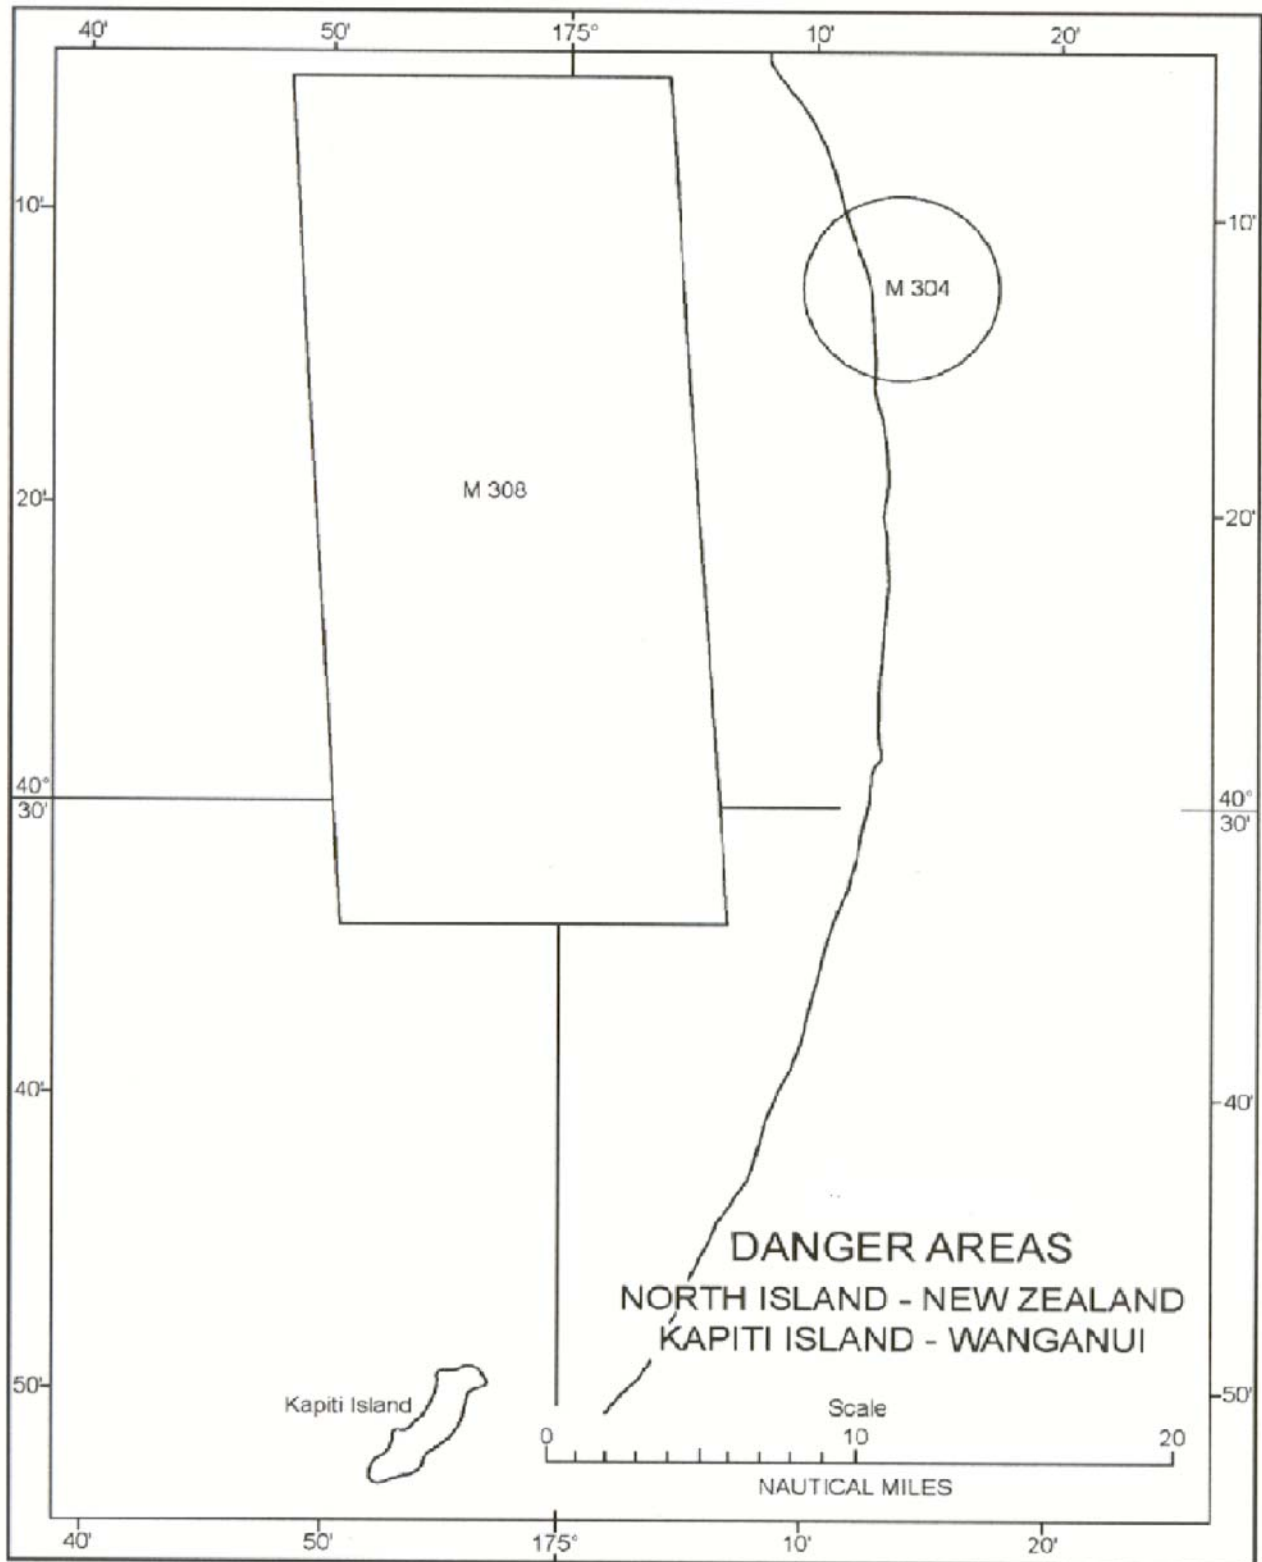 40' 50' 175° 10' 20'
10' 10'
M 304
M 308
20' 20'
40° 40°
30' 30'
40' 40'
DANGER AREAS
NORTH ISLAND - NEW ZEALAND
KAPITI ISLAND - WANGANUI
50' 50'
Kapiti Island
Scale
0 10 20
NAUTICAL MILES
40' 50' 175° 10' 20'